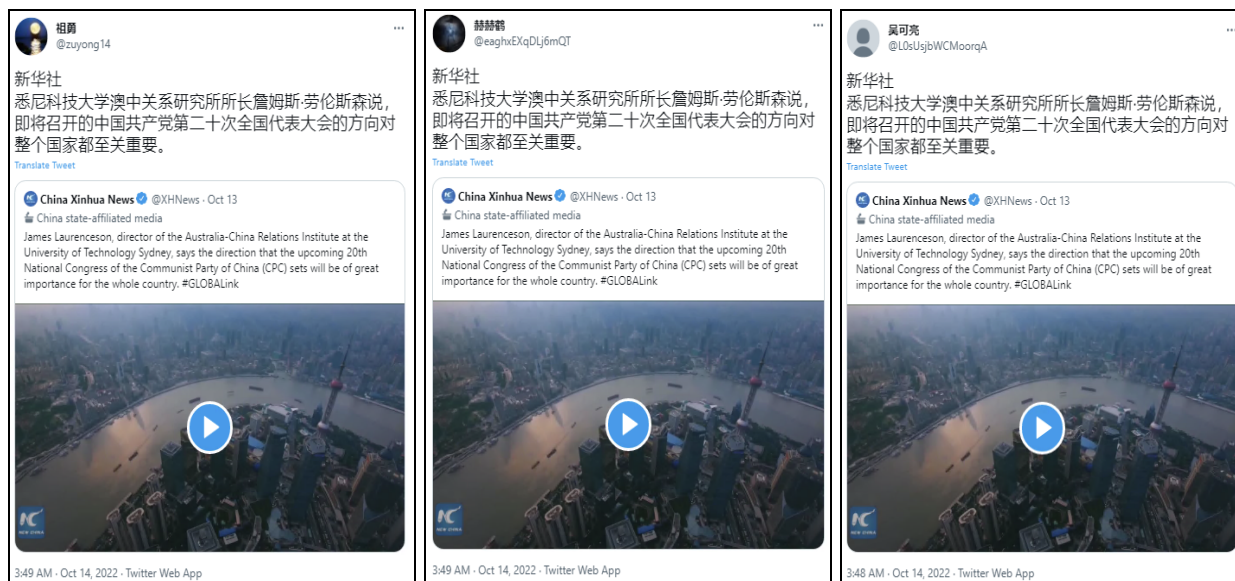 祖勇
@zuyong14
新华社
悉尼科技大学澳中关系研究所所长詹姆斯·劳伦斯森说，
即将召开的中国共产党第二十次全国代表大会的方向对
整个国家都至关重要。
Translate Tweet
China Xinhua News @XHNews · Oct 13
China state-affiliated media
James Laurenceson, director of the Australia-China Relations Institute at the
University of Technology Sydney, says the direction that the upcoming 20th
National Congress of the Communist Party of China (CPC) sets will be of great
importance for the whole country. #GLOBALink
NEW CHINA
3:49 AM · Oct 14, 2022 · Twitter Web App
赫赫鹤
@eaghxEXqDLj6mQT
新华社
悉尼科技大学澳中关系研究所所长詹姆斯·劳伦斯森说，
即将召开的中国共产党第二十次全国代表大会的方向对
整个国家都至关重要。
Translate Tweet
China Xinhua News @XHNews · Oct 13
China state-affiliated media
James Laurenceson, director of the Australia-China Relations Institute at the
University of Technology Sydney, says the direction that the upcoming 20th
National Congress of the Communist Party of China (CPC) sets will be of great
importance for the whole country. #GLOBALink
NEW CHINA
3:49 AM · Oct 14, 2022 · Twitter Web App
吴可亮
@L0sUsjbWCMoorqA
新华社
悉尼科技大学澳中关系研究所所长詹姆斯·劳伦斯森说，
即将召开的中国共产党第二十次全国代表大会的方向对
整个国家都至关重要。
Translate Tweet
China Xinhua News @XHNews · Oct 13
China state-affiliated media
James Laurenceson, director of the Australia-China Relations Institute at the
University of Technology Sydney, says the direction that the upcoming 20th
National Congress of the Communist Party of China (CPC) sets will be of great
importance for the whole country. #GLOBALink
NEW CHINA
3:48 AM · Oct 14, 2022 · Twitter Web App